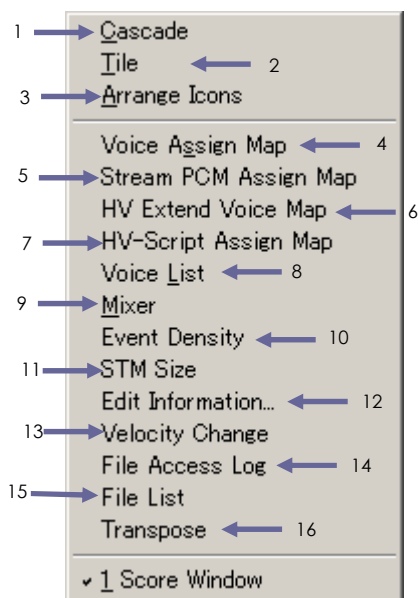 1 Cascade
Tile 2
3 Arrange Icons
Voice Assign Map 4
5 Stream PCM Assign Map
HV Extend Voice Map 6
7 HV-Script Assign Map
Voice List 8
9 Mixer
Event Density 10
11 STM Size
Edit Information... 12
13 Velocity Change
File Access Log 14
15 File List
Transpose 16
✓ 1 Score Window